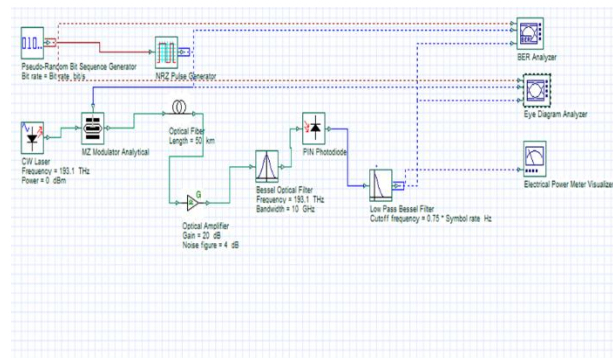 Pseudo-Random Bit Sequence Generator
Bit rate = Bit rate bit/s
NRZ Pulse Generator
BER Analyzer
Eye Diagram Analyzer
CW Laser
Frequency = 193.1 THz
Power = 0 dBm
MZ Modulator Analytical
Optical Fiber
Length = 50 km
PIN Photodiode
Optical Amplifier
Gain = 20 dB
Noise figure = 4 dB
Bessel Optical Filter
Frequency = 193.1 THz
Bandwidth = 10 GHz
Low Pass Bessel Filter
Cutoff frequency = 0.75 * Symbol rate Hz
Electrical Power Meter Visualizer